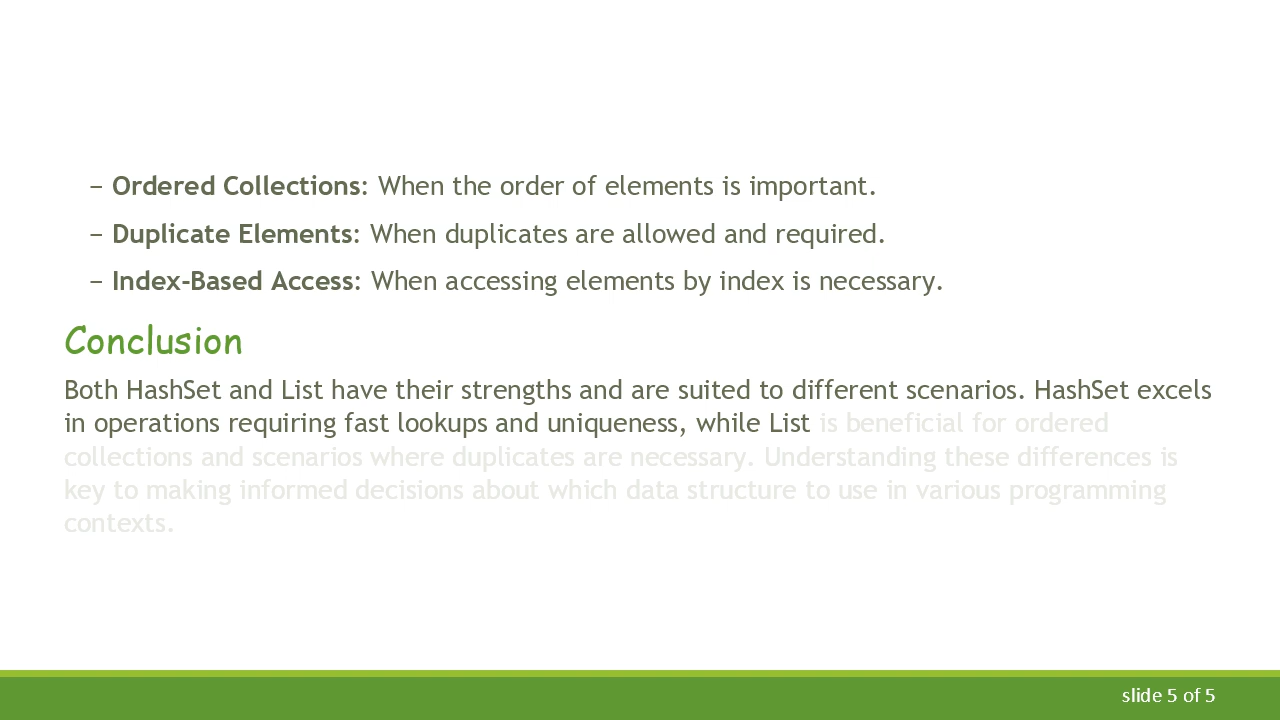 – Ordered Collections: When the order of elements is important.
– Duplicate Elements: When duplicates are allowed and required.
– Index-Based Access: When accessing elements by index is necessary.
Conclusion
Both HashSet and List have their strengths and are suited to different scenarios. HashSet excels
in operations requiring fast lookups and uniqueness, while List is beneficial for ordered
collections and scenarios where duplicates are necessary. Understanding these differences is
key to making informed decisions about which data structure to use in various programming
contexts.
slide 5 of 5